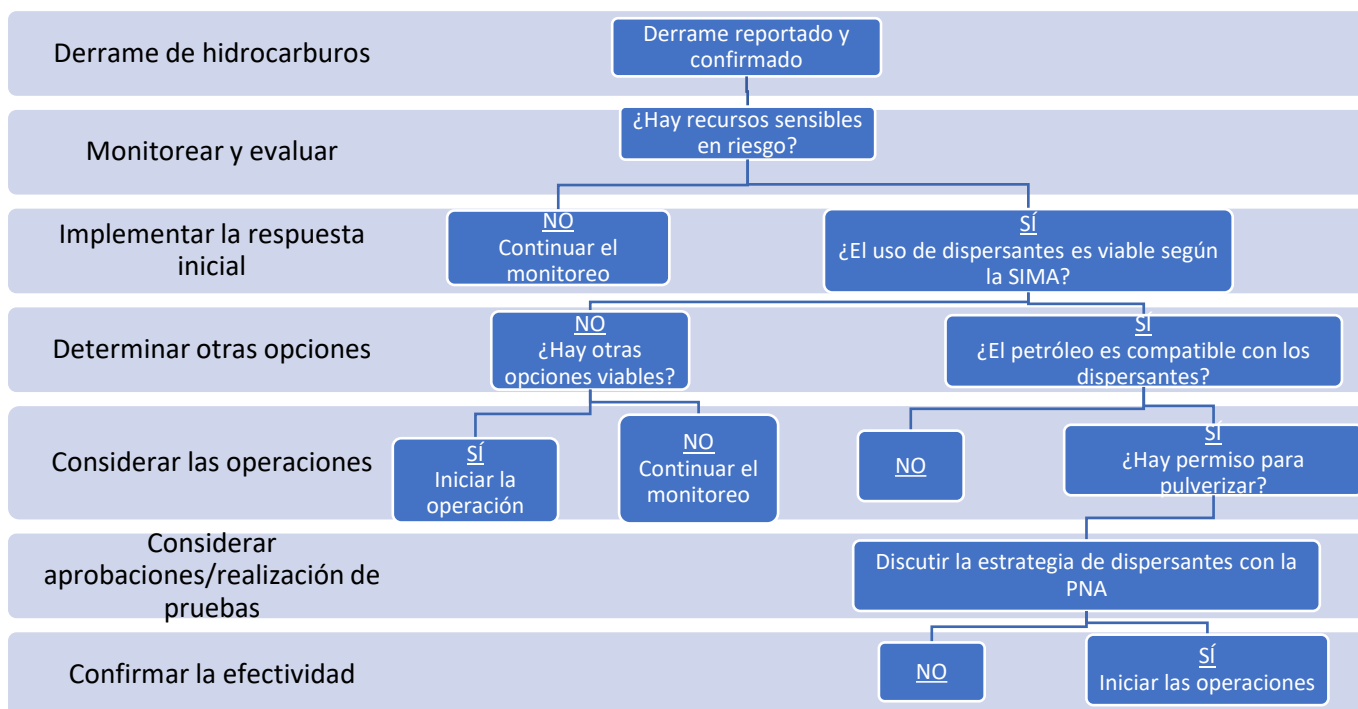 Derrame de hidrocarburos
Derrame reportado y
confirmado
Monitorear y evaluar
¿Hay recursos sensibles
en riesgo?
Implementar la respuesta
inicial
NO
Continuar el
monitoreo
SÍ
¿El uso de dispersantes es viable según
la SIMA?
Determinar otras opciones
NO
¿Hay otras
opciones viables?
SÍ
¿El petróleo es compatible con los
dispersantes?
Considerar las operaciones
SÍ
Iniciar la
operación
NO
Continuar el
monitoreo
NO
SÍ
¿Hay permiso para
pulverizar?
Considerar
aprobaciones/realización de
pruebas
Discutir la estrategia de dispersantes con la
PNA
Confirmar la efectividad
NO
SÍ
Iniciar las operaciones